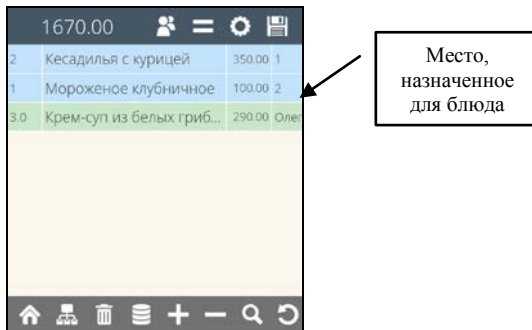 1670.00
2 Кесадилья с курицей 350.00 1
1 Мороженое клубничное 100.00 2
3.0 Крем-суп из белых гриб... 290.00 Олег
Место,
назначенное
для блюда